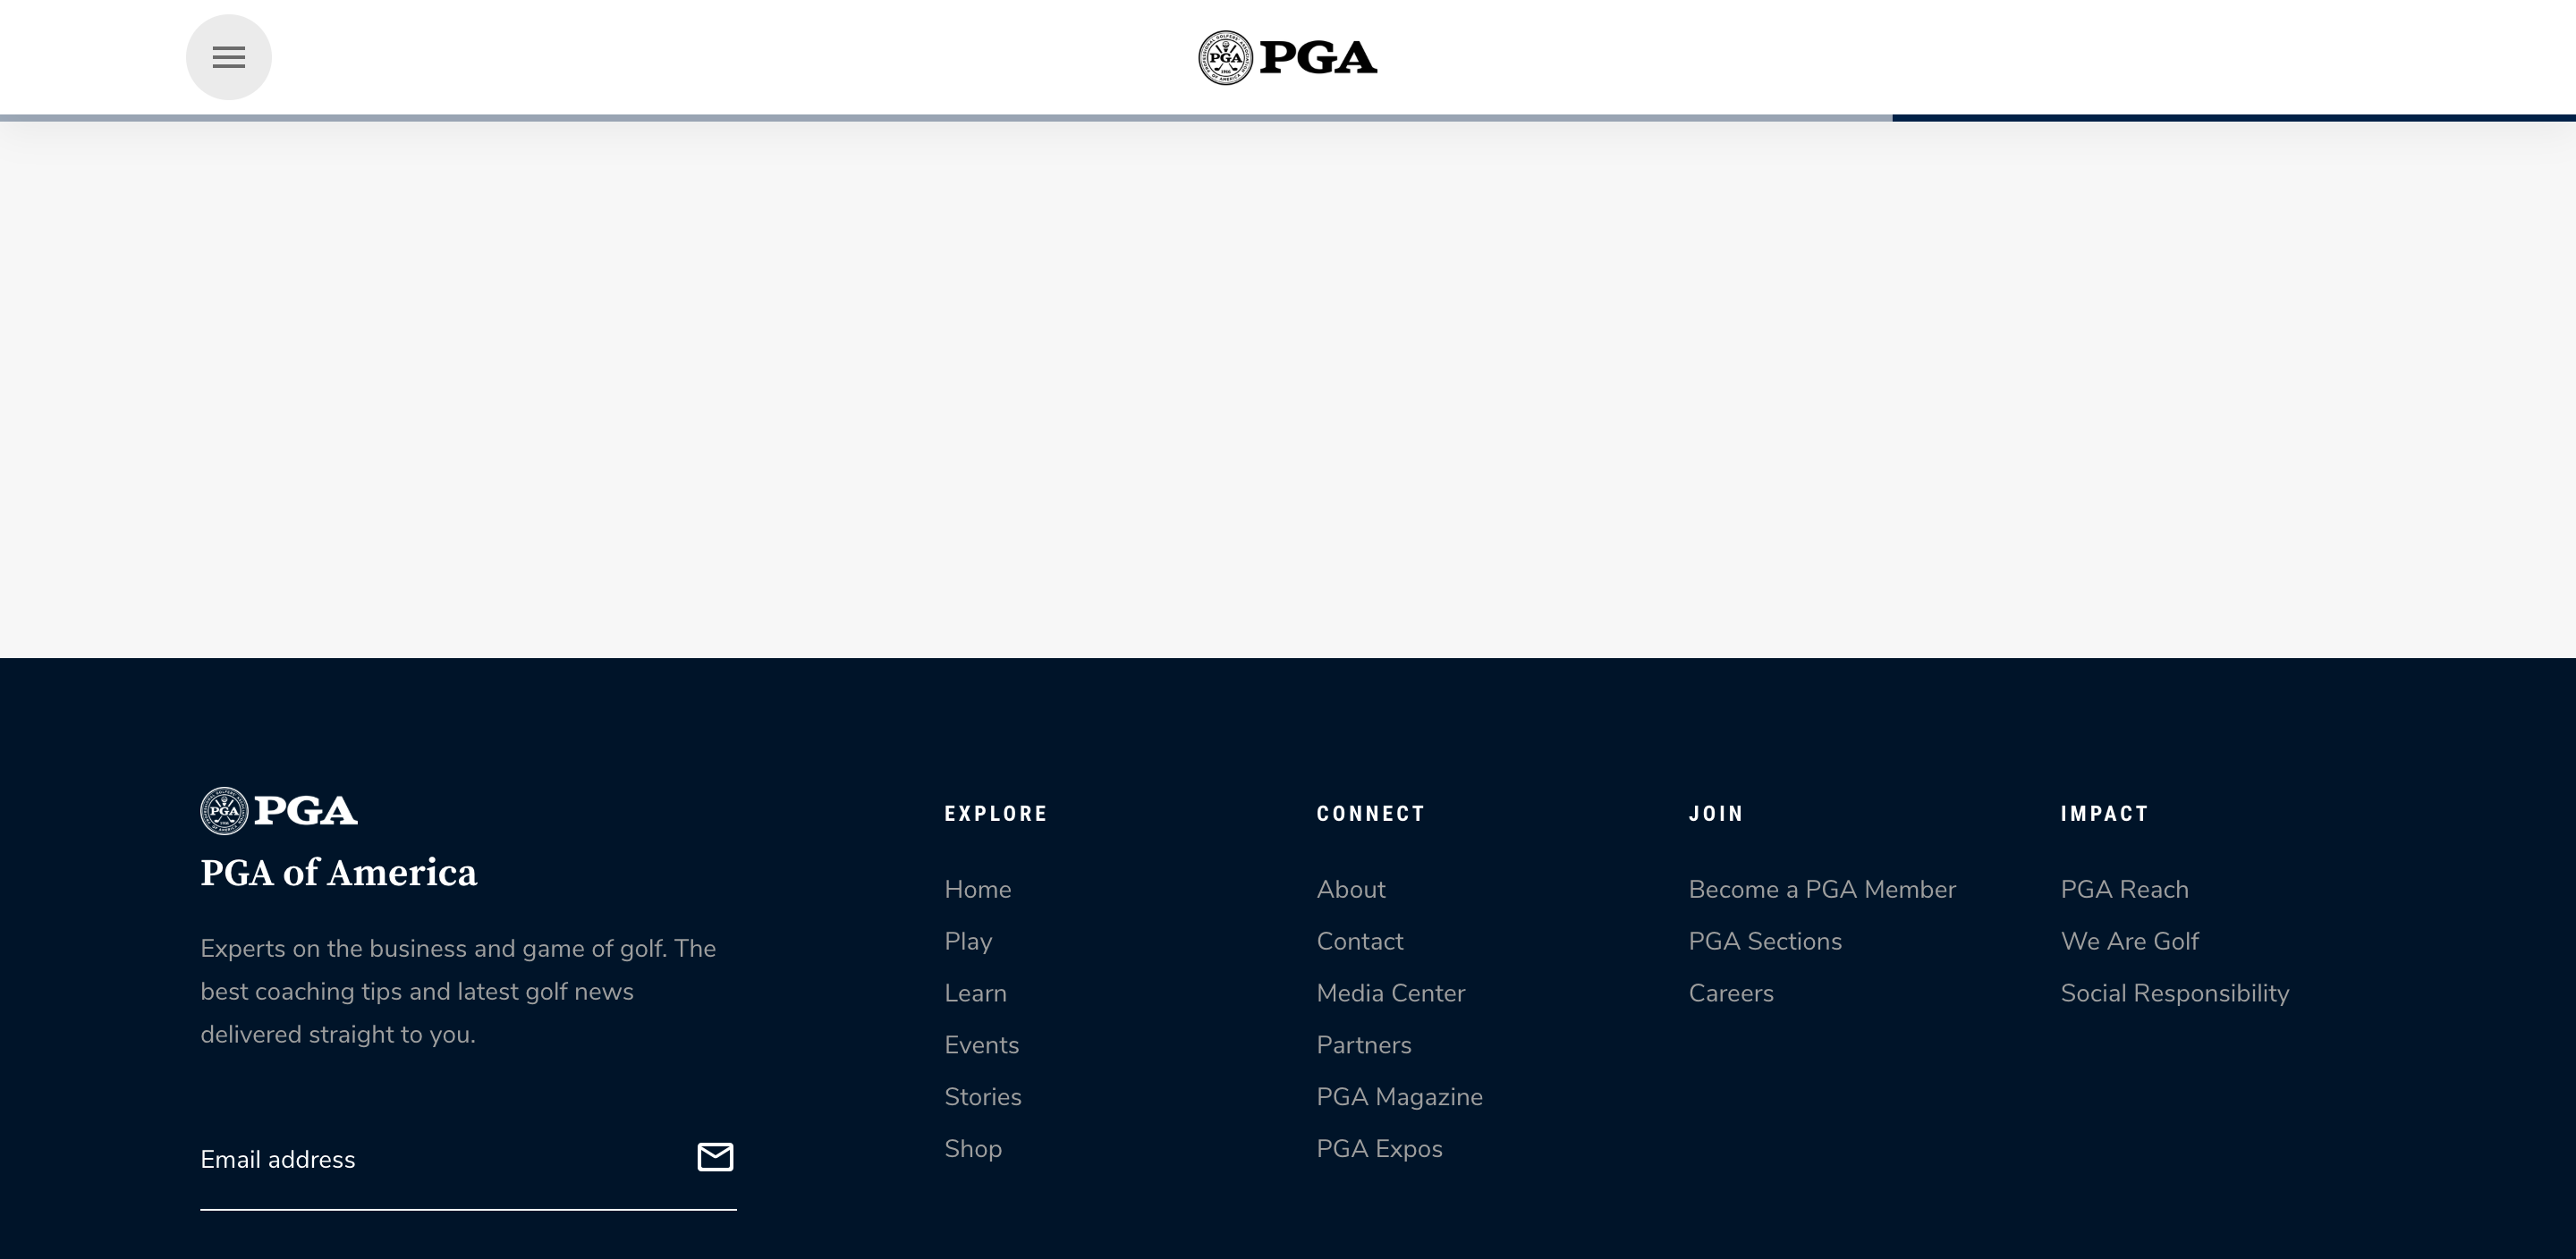 PGA
PGA
PGA
PGA
PGA of America
Experts on the business and game of golf. The
best coaching tips and latest golf news
delivered straight to you.
Email address
EXPLORE
Home
Play
Learn
Events
Stories
Shop
CONNECT
About
Contact
Media Center
Partners
PGA Magazine
PGA Expos
JOIN
Become a PGA Member
PGA Sections
Careers
IMPACT
PGA Reach
We Are Golf
Social Responsibility